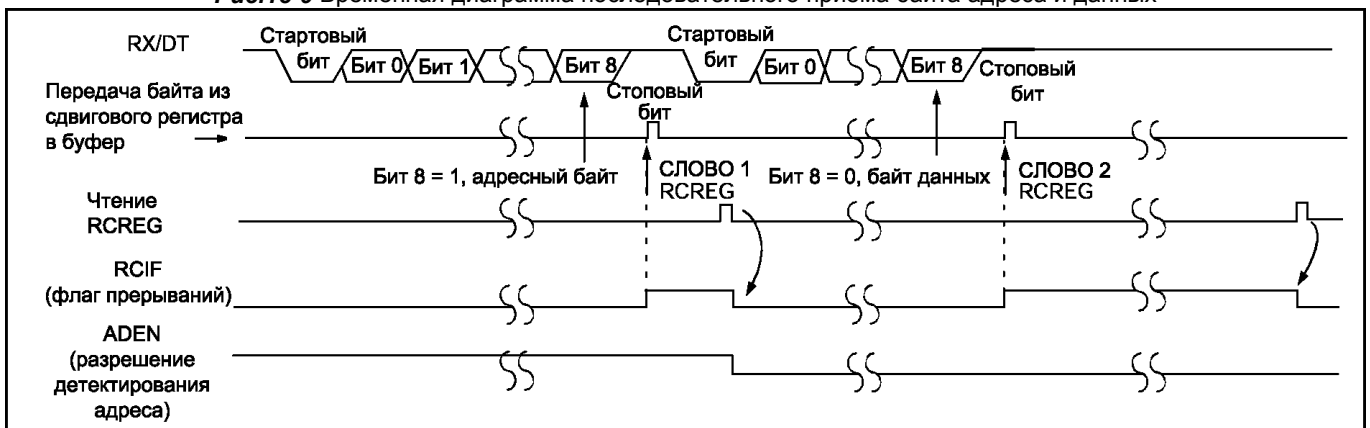 RX/DT
Стартовый
бит
Бит 0
Бит 1
Бит 8
Стоповый
бит
Стартовый
бит
Бит 0
Бит 8
Стоповый
бит
Передача байта из
сдвигового регистра
в буфер
Бит 8 = 1, адресный байт
СЛОВО 1
RCREG
Бит 8 = 0, байт данных
СЛОВО 2
RCREG
Чтение
RCREG
RCIF
(флаг прерываний)
ADEN
(разрешение
детектирования
адреса)